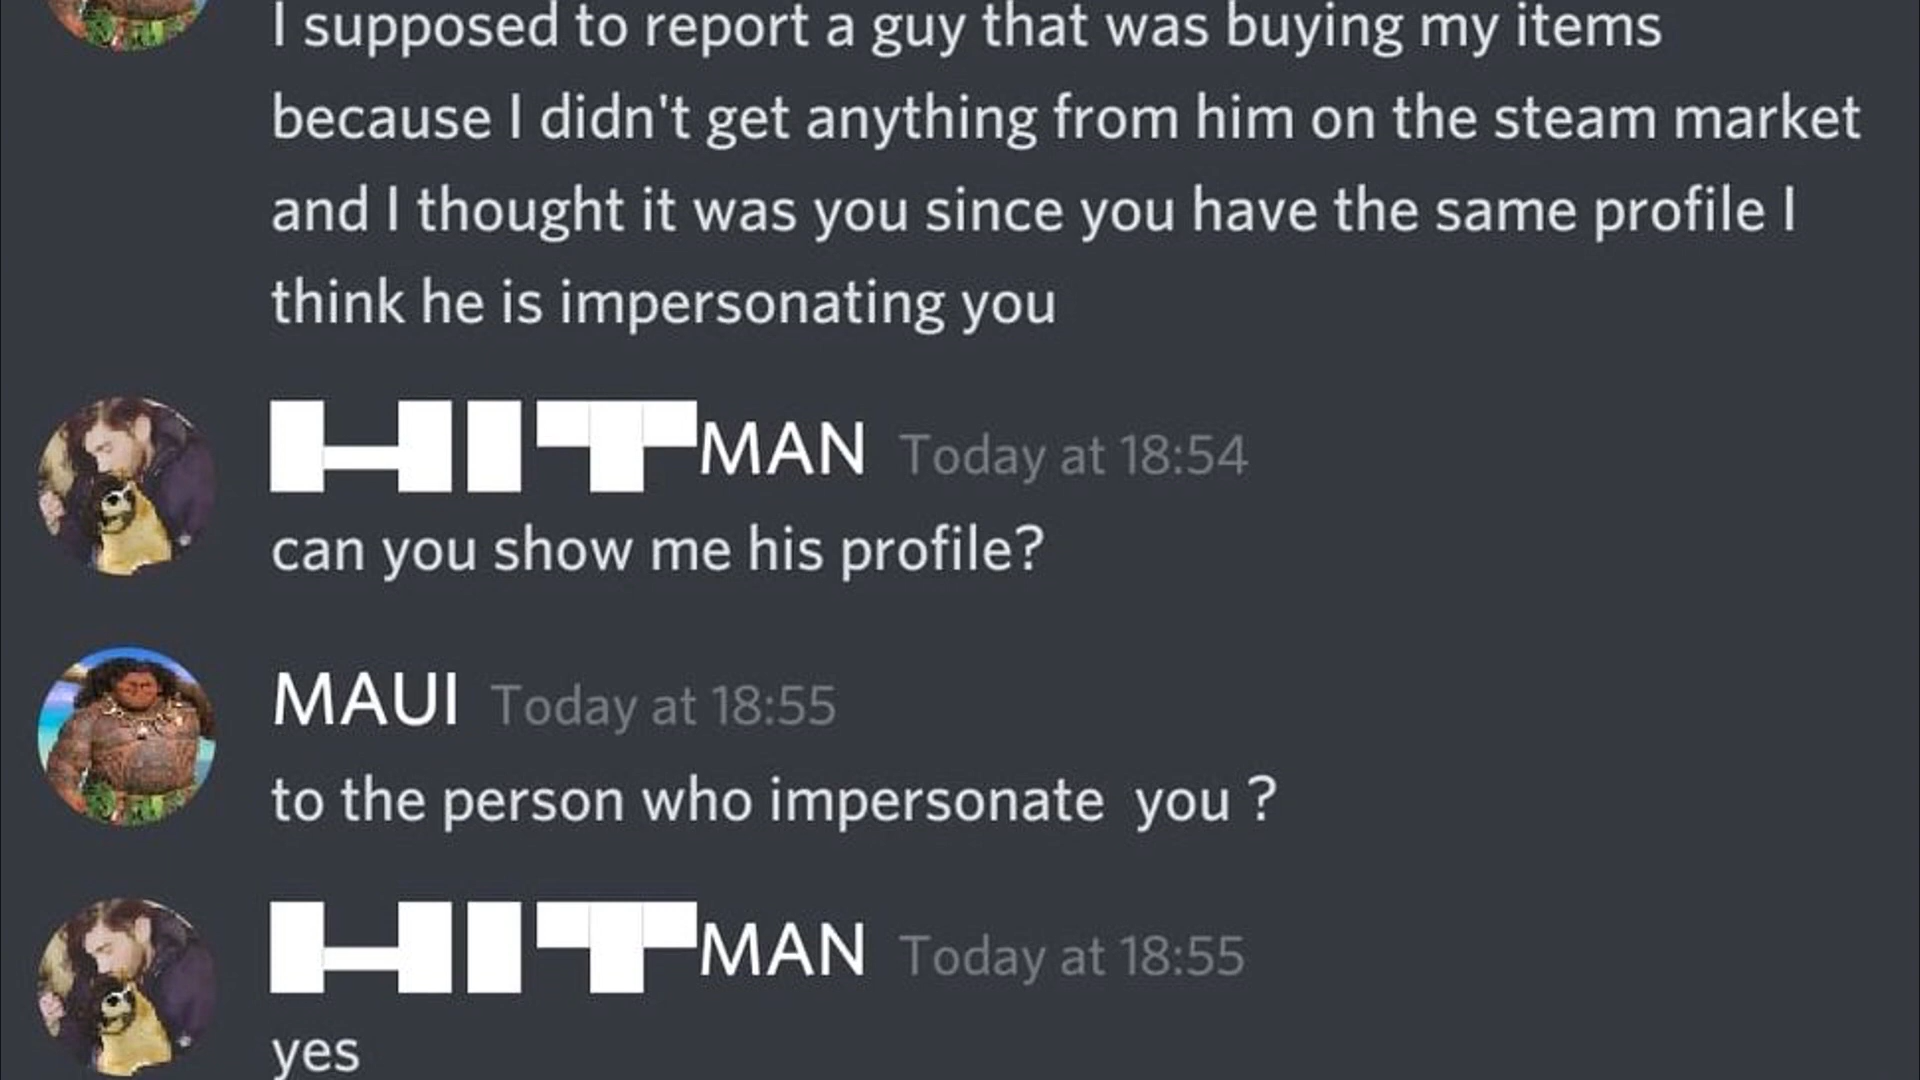 I supposed to report a guy that was buying my items
because I didn't get anything from him on the steam market
and I thought it was you since you have the same profile I
think he is impersonating you
HITMAN Today at 18:54
can you show me his profile?
MAUI Today at 18:55
to the person who impersonate  you ?
HITMAN Today at 18:55
yes